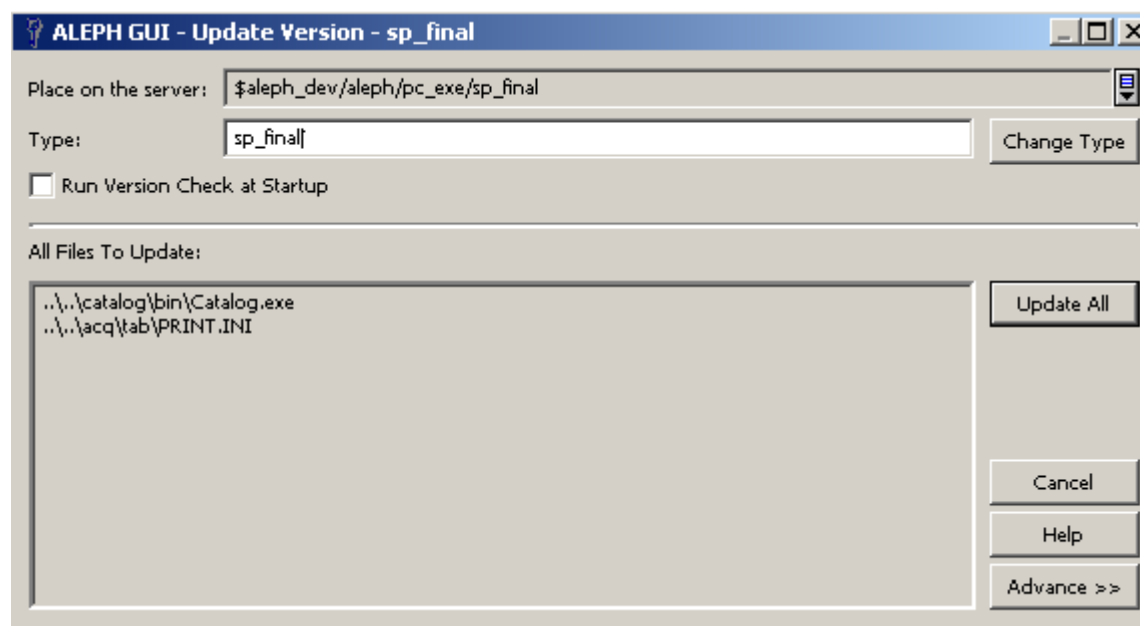 ALEPH GUI - Update Version - sp_final
Place on the server: $aleph_dev/aleph/pc_exe/sp_final
Type: sp_final Change Type
Run Version Check at Startup
All Files To Update:
..\..\catalog\bin\Catalog.exe Update All
..\..\acq\tab\PRINT.INI
Cancel
Help
Advance >>